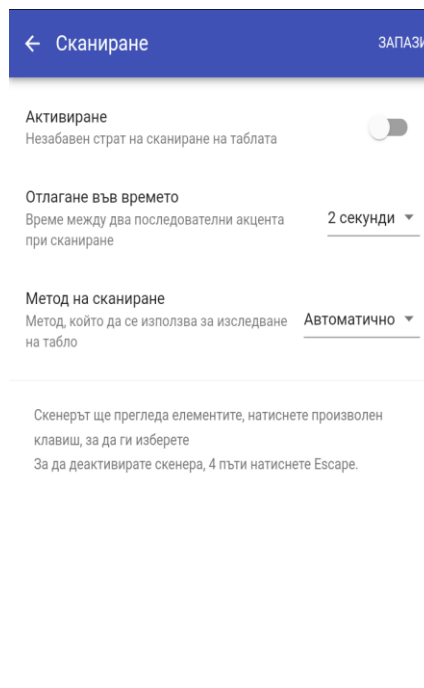 Сканиране
ЗАПАЗИ
Активиране
Незабавен страт на сканиране на таблата
Отлагане във времето
Време между два последователни акцента
при сканиране
2 секунди
Метод на сканиране
Метод, който да се използва за изследване
на табло
Автоматично
Скенерът ще прегледа елементите, натиснете произволен
клавиш, за да ги изберете
За да деактивирате скенера, 4 пъти натиснете Escape.